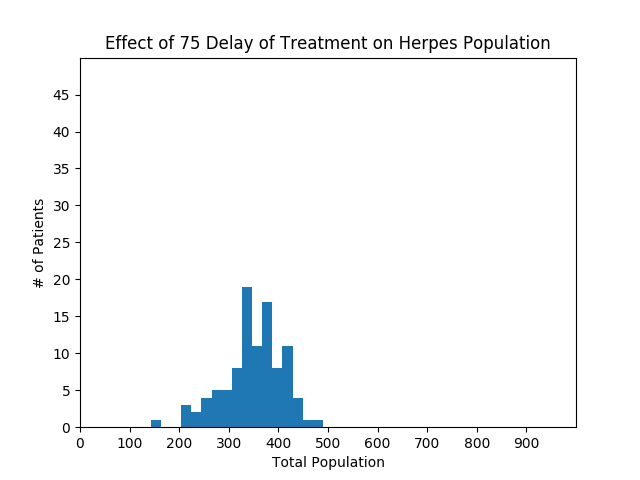 Effect of 75 Delay of Treatment on Herpes Population
45
40
35
30
25
20
15
10
5
0
# of Patients
0 100 200 300 400 500 600 700 800 900
Total Population